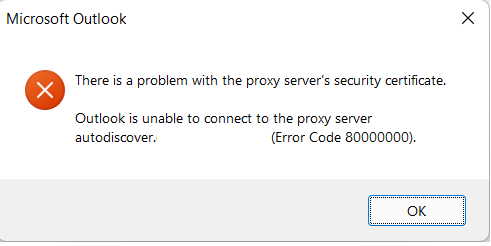 Microsoft Outlook
There is a problem with the proxy server's security certificate.
Outlook is unable to connect to the proxy server
autodiscover. (Error Code 80000000).
OK